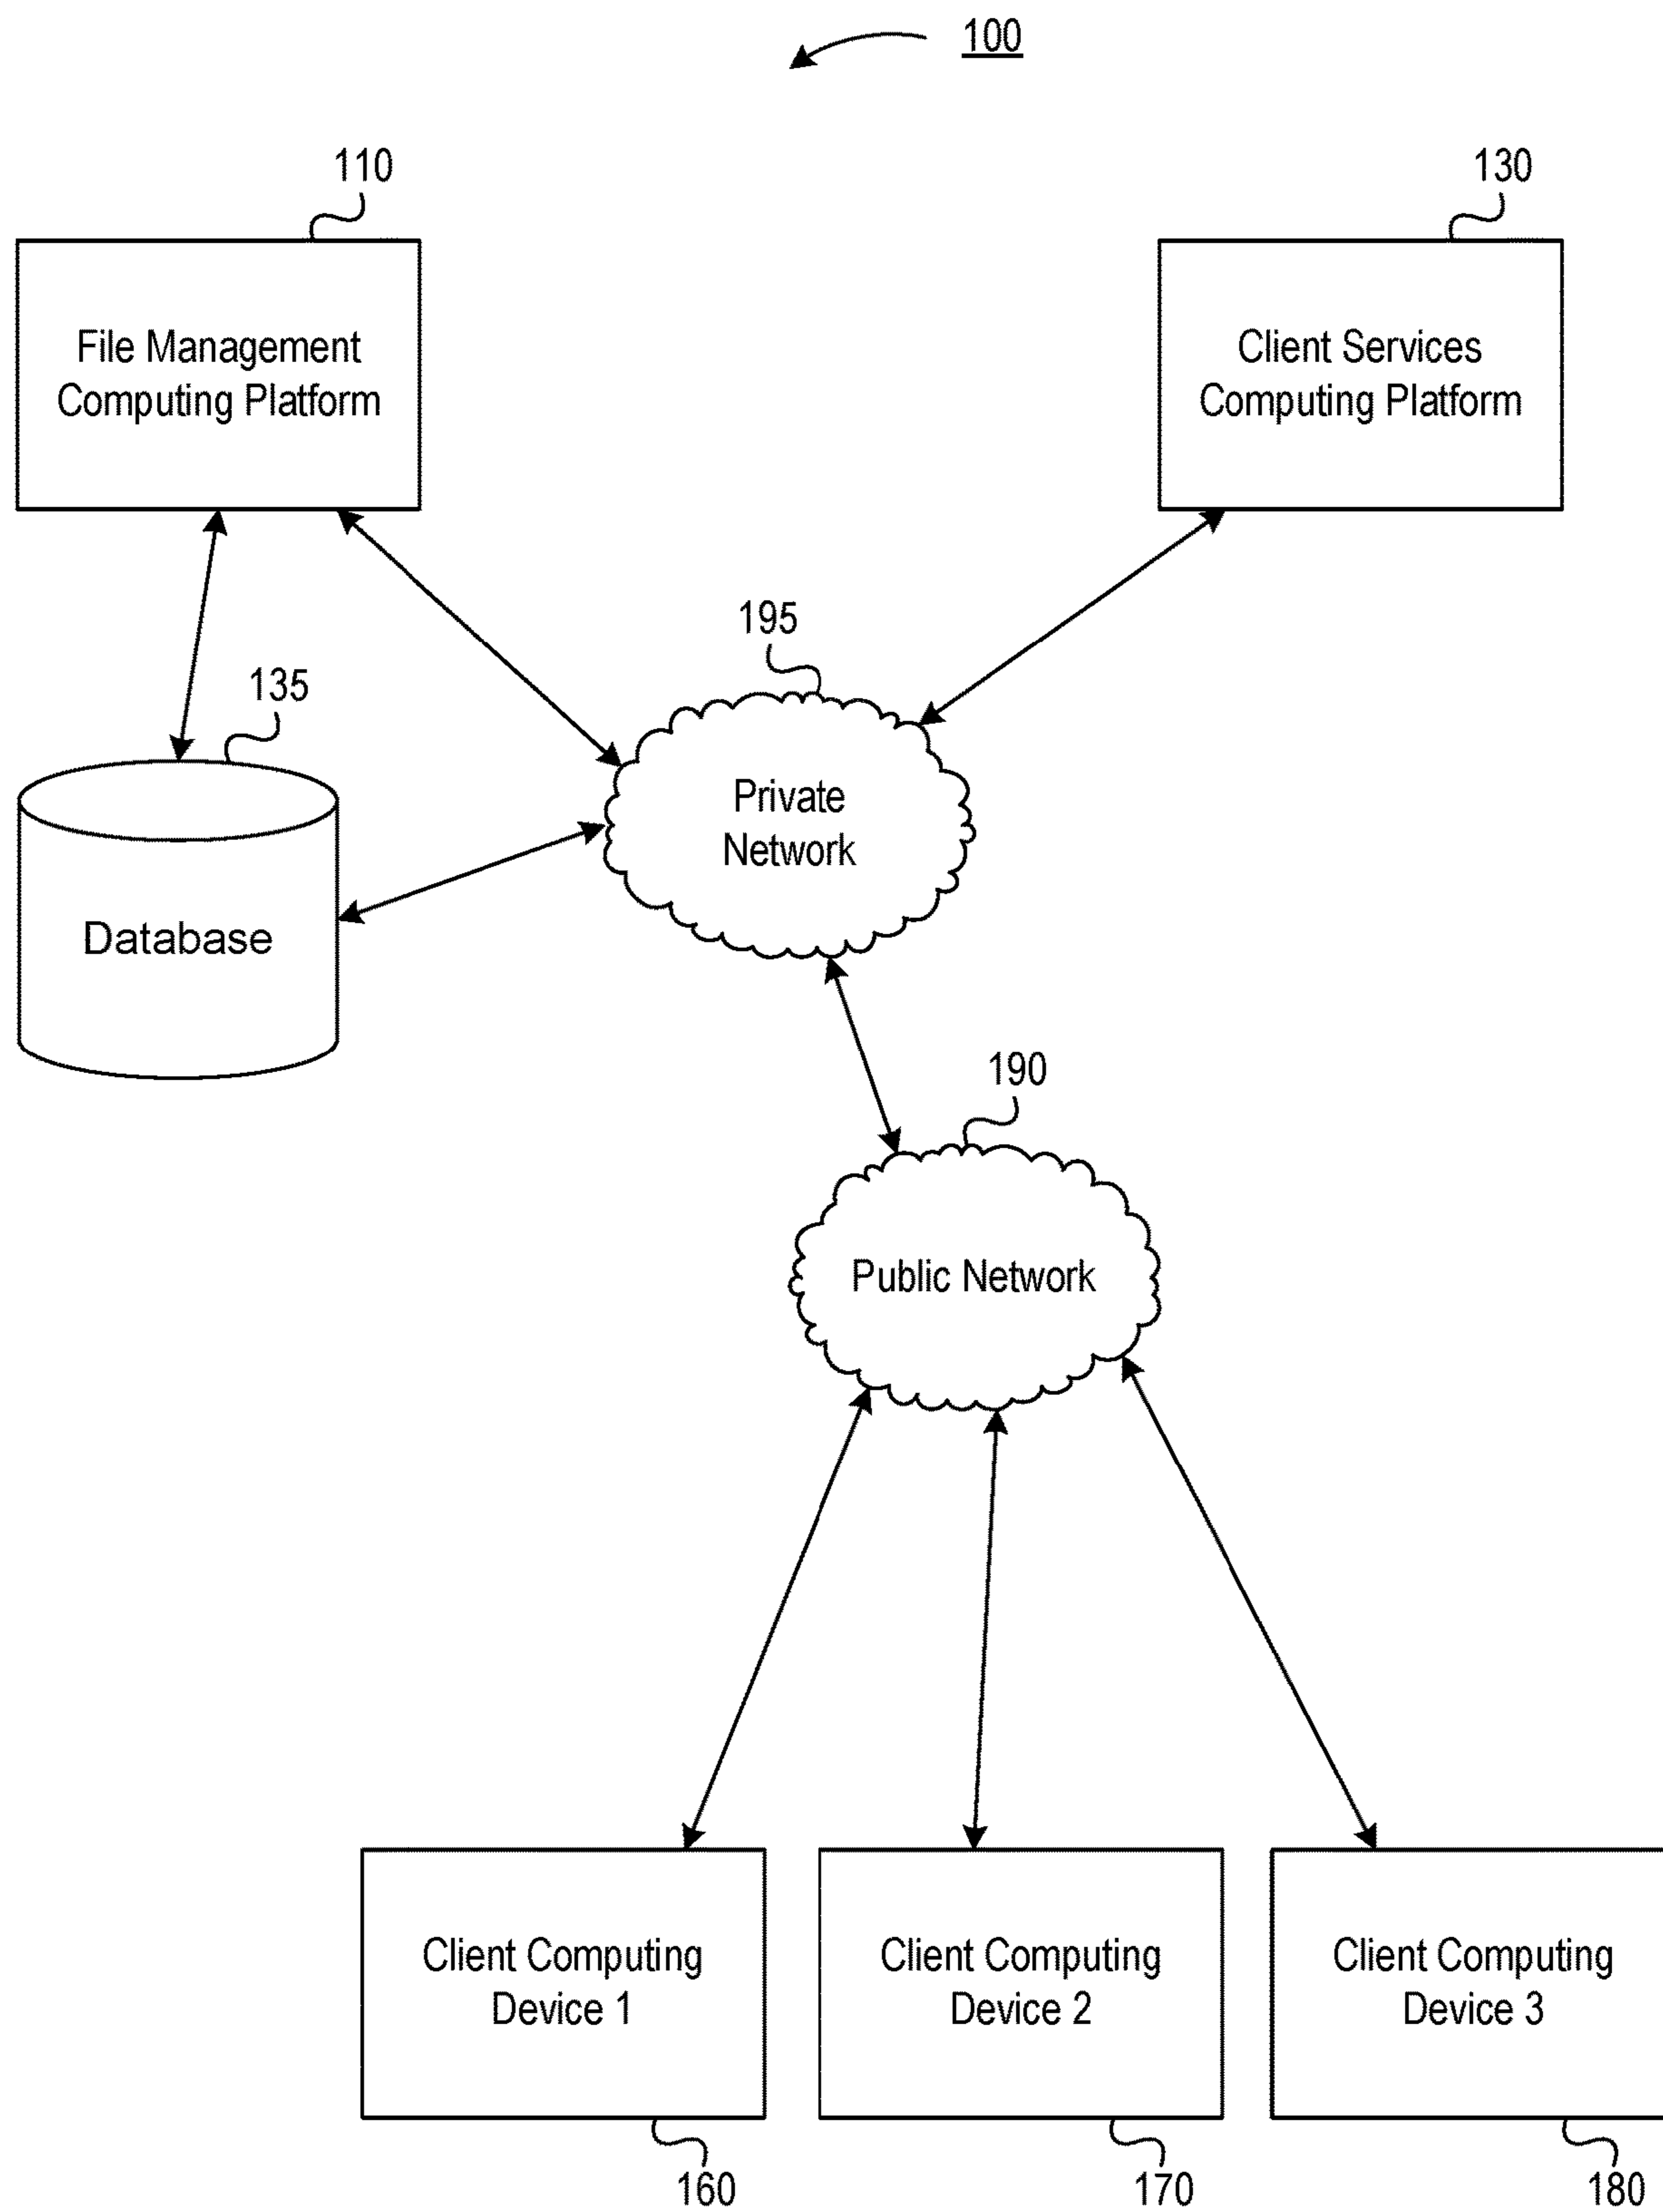 100
110
130
File Management
Computing Platform
Client Services
Computing Platform
195
135
Private
Network
Database
190
Public Network
Client Computing
Device 1
Client Computing
Device 2
Client Computing
Device 3
160
170
180